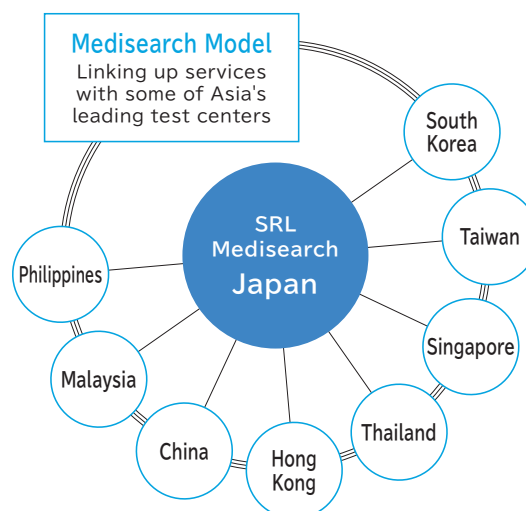 Medisearch Model
Linking up services
with some of Asia's
leading test centers
South
Korea
SRL
Medisearch
Japan
Taiwan
Philippines
Singapore
Malaysia
Thailand
China
Hong
Kong